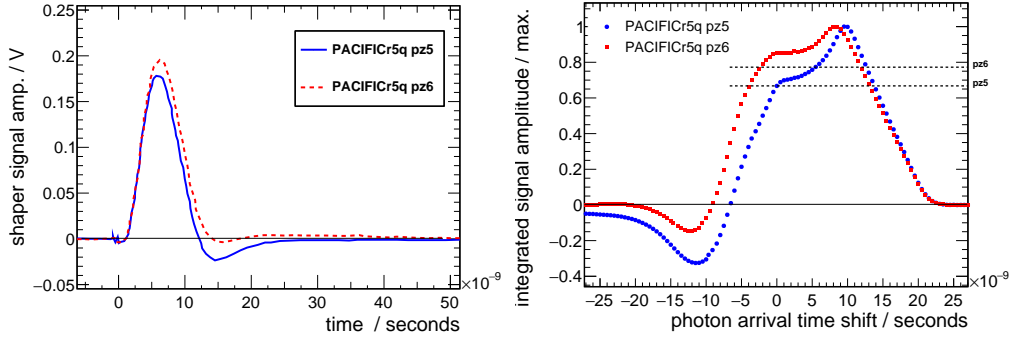 shaper signal amp. / V
0.25
0.20
0.15
0.10
0.05
0
−0.05
PACIFICr5q pz5
PACIFICr5q pz6
0 10 20 30 40 50
×10⁻⁹
time / seconds
integrated signal amplitude / max.
1
0.8
0.6
0.4
0.2
0
−0.2
−0.4
PACIFICr5q pz5
PACIFICr5q pz6
pz6
pz5
−25 −20 −15 −10 −5 0 5 10 15 20 25
×10⁻⁹
photon arrival time shift / seconds